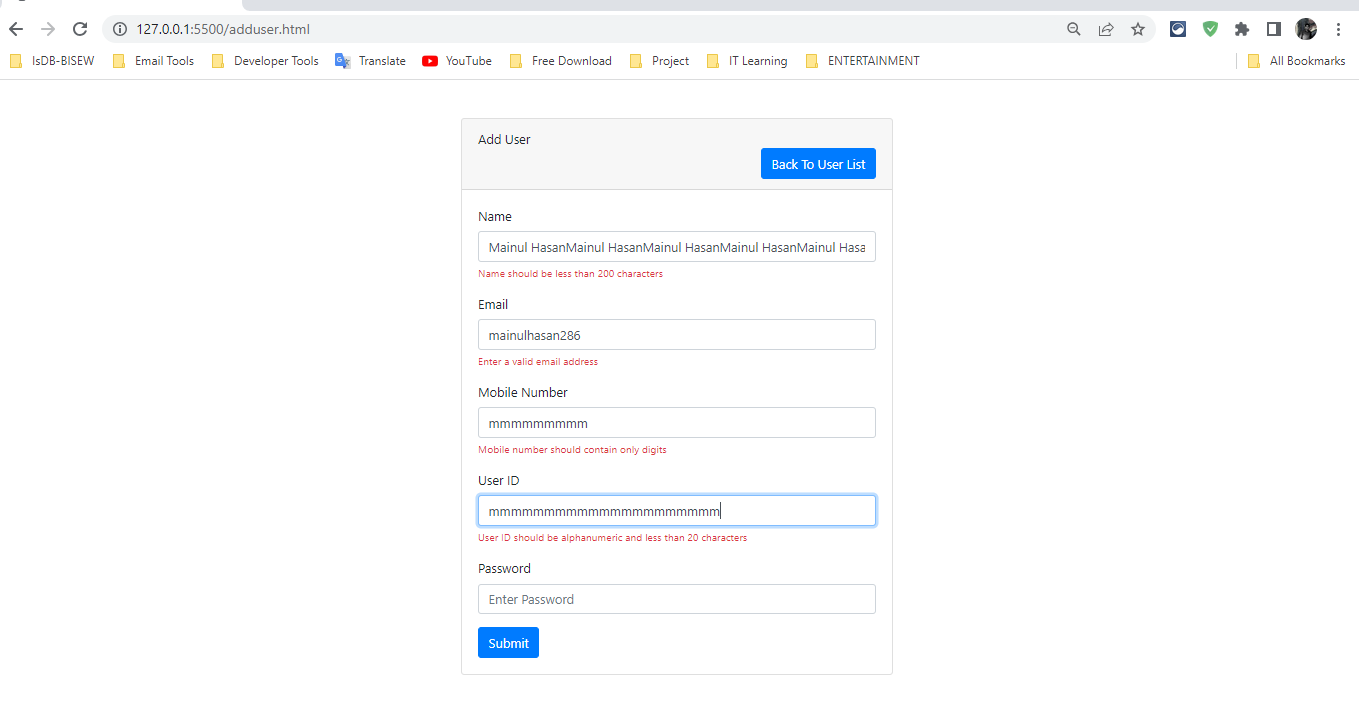 127.0.0.1:5500/adduser.html
IsDB-BISEW Email Tools Developer Tools Translate YouTube Free Download Project IT Learning ENTERTAINMENT All Bookmarks
Add User
Back To User List
Name
Mainul HasanMainul HasanMainul HasanMainul HasanMainul Hasa
Name should be less than 200 characters
Email
mainulhasan286
Enter a valid email address
Mobile Number
mmmmmmmmm
Mobile number should contain only digits
User ID
mmmmmmmmmmmmmmmmmmmmm
User ID should be alphanumeric and less than 20 characters
Password
Enter Password
Submit